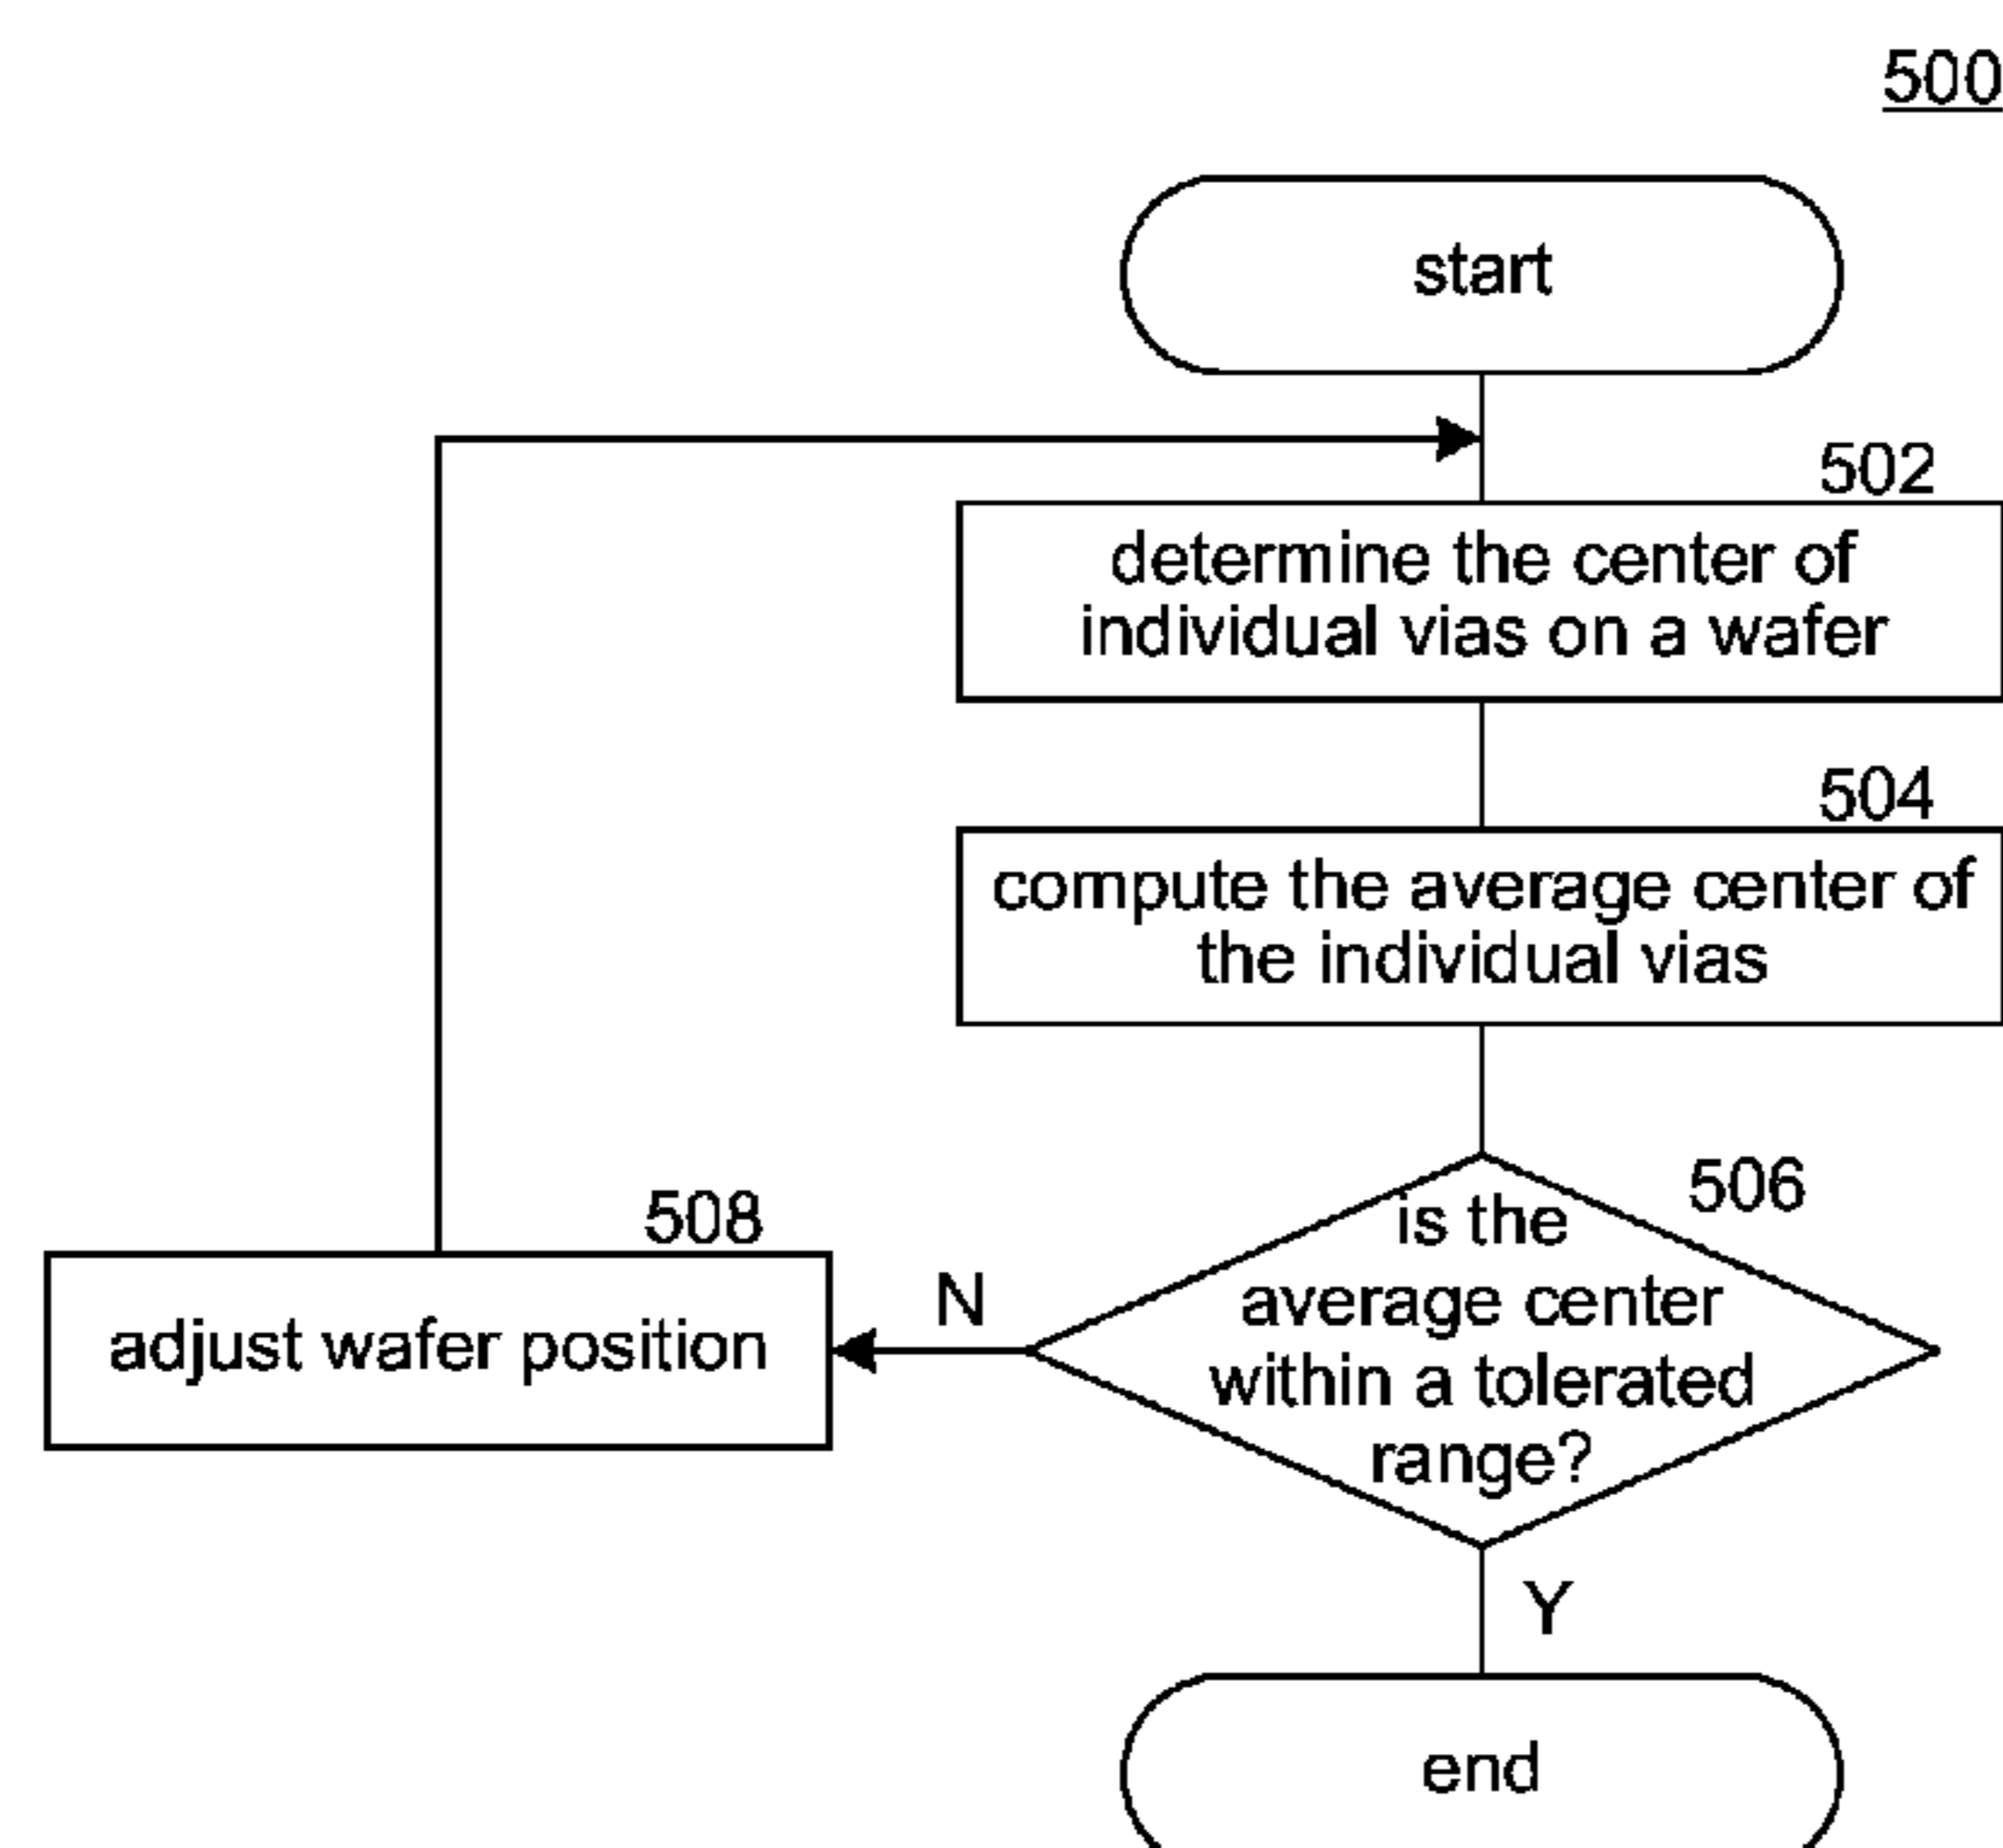 500
start
502
determine the center of
individual vias on a wafer
504
compute the average center of
the individual vias
506
is the
average center
within a tolerated
range?
508
adjust wafer position
N
Y
end